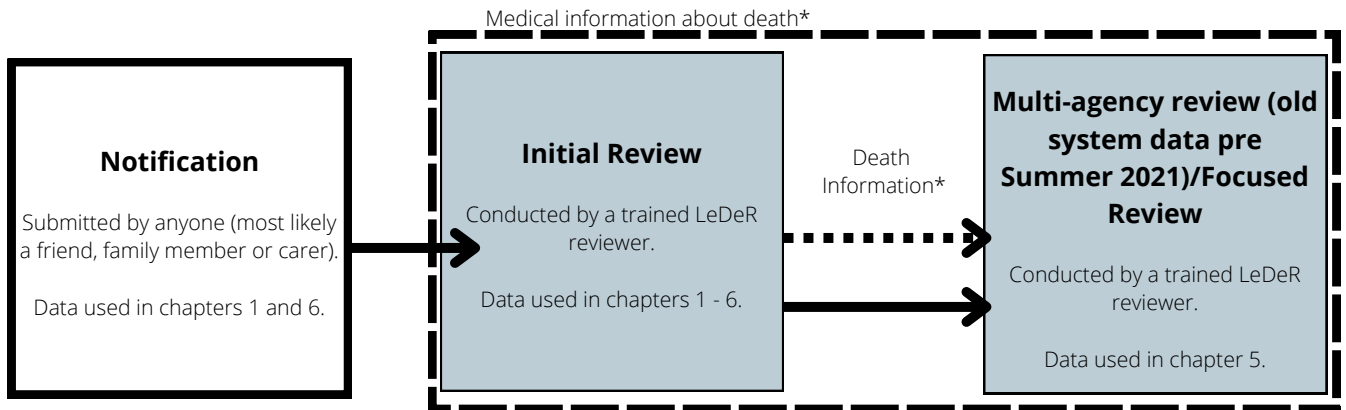 Medical information about death*
Notification
Submitted by anyone (most likely
a friend, family member or carer).
Data used in chapters 1 and 6.
Initial Review
Conducted by a trained LeDeR
reviewer.
Data used in chapters 1 - 6.
Death
Information*
Multi-agency review (old
system data pre
Summer 2021)/Focused
Review
Conducted by a trained LeDeR
reviewer.
Data used in chapter 5.